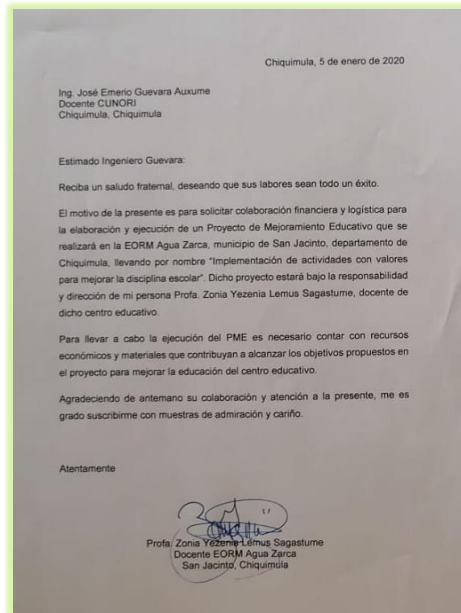 Chiquimula, 5 de enero de 2020
Ing. José Emerio Guevara Auxume
Docente CUNORI
Chiquimula, Chiquimula
Estimado Ingeniero Guevara:
Reciba un saludo fraternal, deseando que sus labores sean todo un éxito.
El motivo de la presente es para solicitar colaboración financiera y logística para
la elaboración y ejecución de un Proyecto de Mejoramiento Educativo que se
realizará en la EORM Agua Zarca, municipio de San Jacinto, departamento de
Chiquimula, llevando por nombre “Implementación de actividades con valores
para mejorar la disciplina escolar”. Dicho proyecto estará bajo la responsabilidad
y dirección de mi persona Profa. Zonia Yezenia Lemus Sagastume, docente de
dicho centro educativo.
Para llevar a cabo la ejecución del PME es necesario contar con recursos
económicos y materiales que contribuyan a alcanzar los objetivos propuestos en
el proyecto para mejorar la educación del centro educativo.
Agradeciendo de antemano su colaboración y atención a la presente, me es
grado suscribirme con muestras de admiración y cariño.
Atentamente
Profa. Zonia Yezenia Lemus Sagastume
Docente EORM Agua Zarca
San Jacinto, Chiquimula